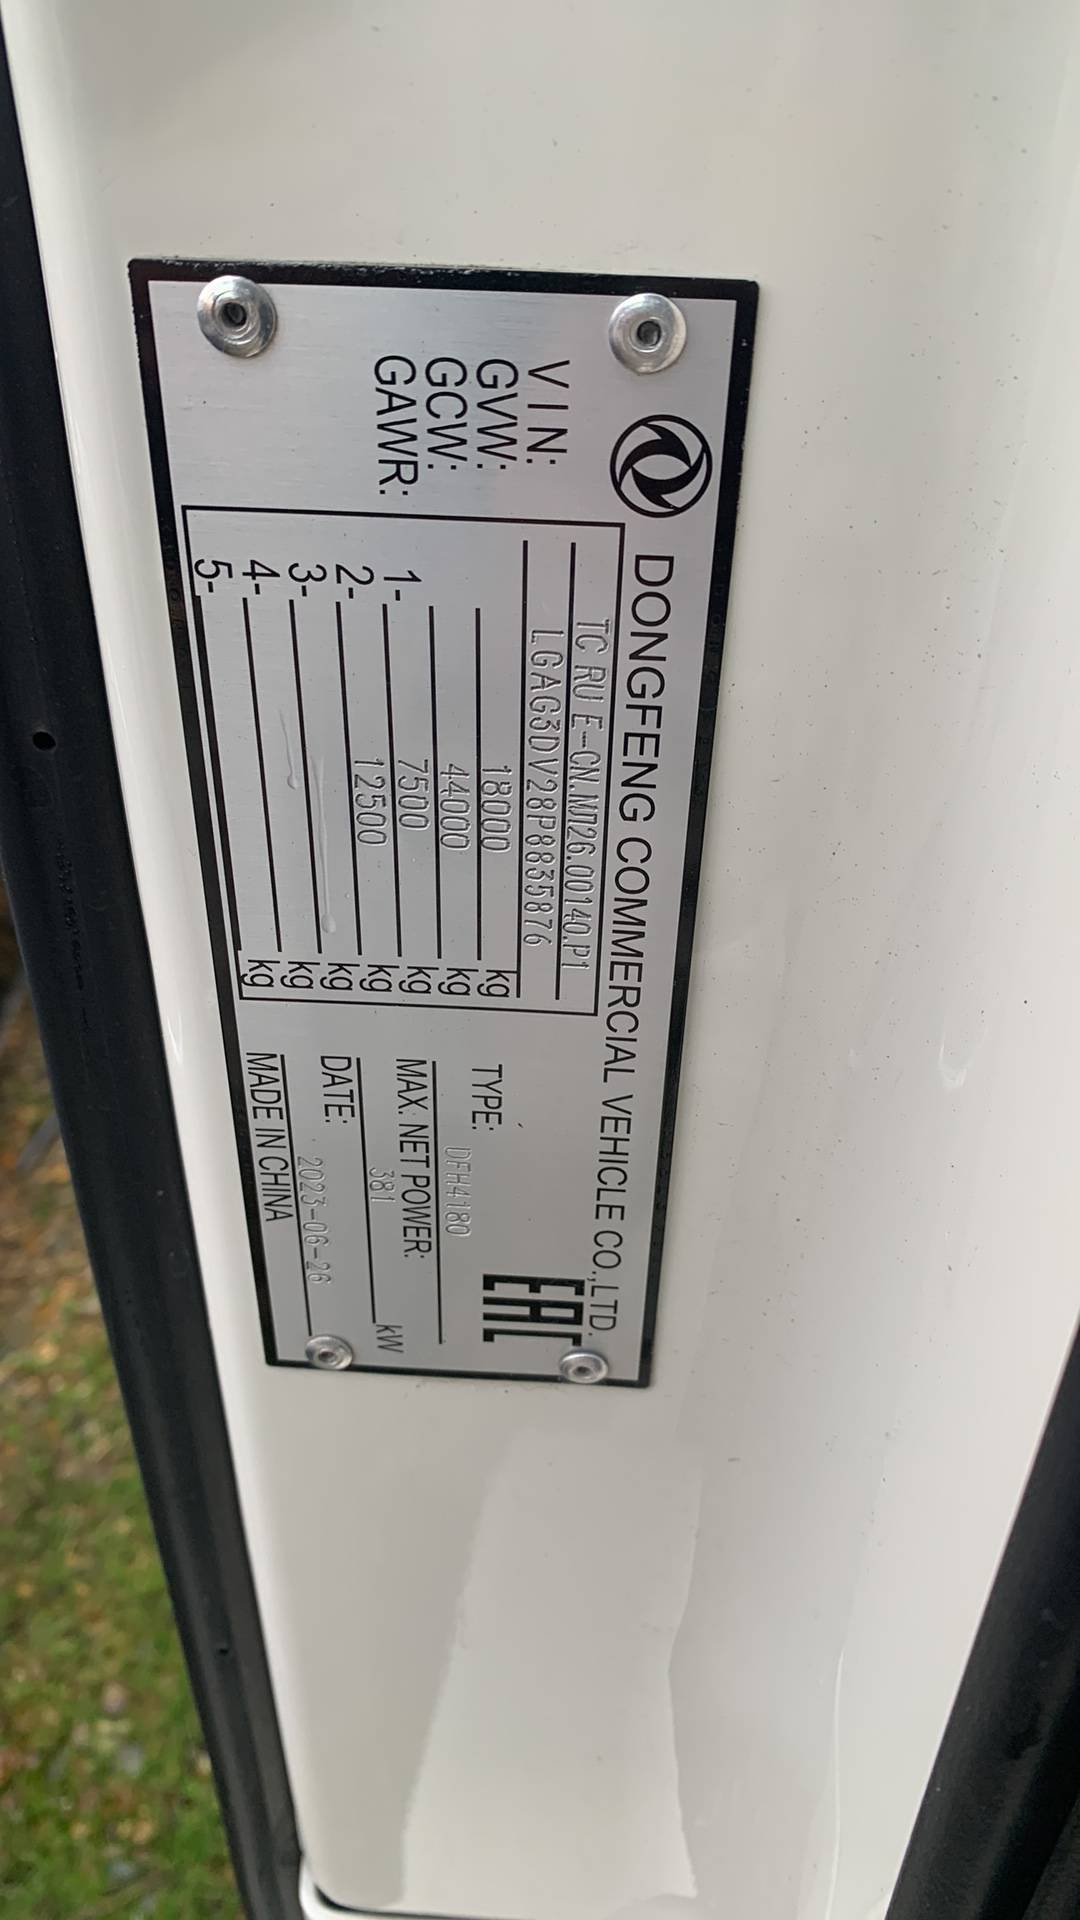 DONGFENG COMMERCIAL VEHICLE CO.,LTD.
TC RU E-CN.МЛ26.00140.P1
VIN: LGAG3DV28P8835876
GVW: 18000 kg
GCW: 44000 kg
GAWR: 1- 7500 kg
2- 12500 kg
3- kg
4- kg
5- kg
EAC
TYPE: DFH4180
MAX. NET POWER:
381 kW
DATE:
2023-06-26
MADE IN CHINA